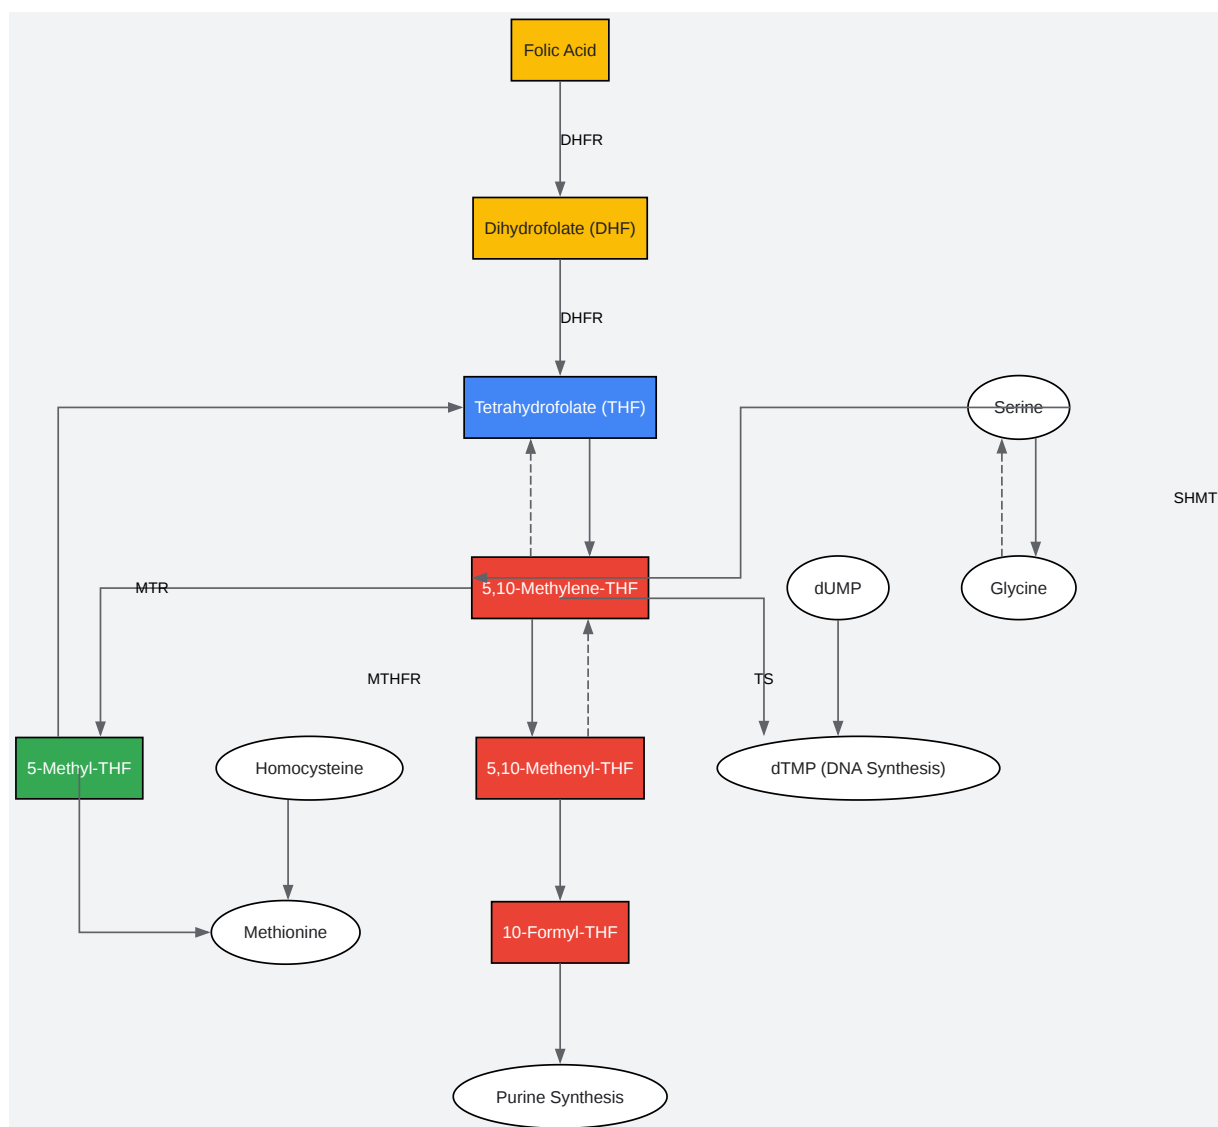 Folic Acid
DHFR
Dihydrofolate (DHF)
DHFR
Tetrahydrofolate (THF)
Serine
SHMT
MTR
5,10-Methylene-THF
dUMP
Glycine
MTHFR
TS
5-Methyl-THF
Homocysteine
5,10-Methenyl-THF
dTMP (DNA Synthesis)
Methionine
10-Formyl-THF
Purine Synthesis